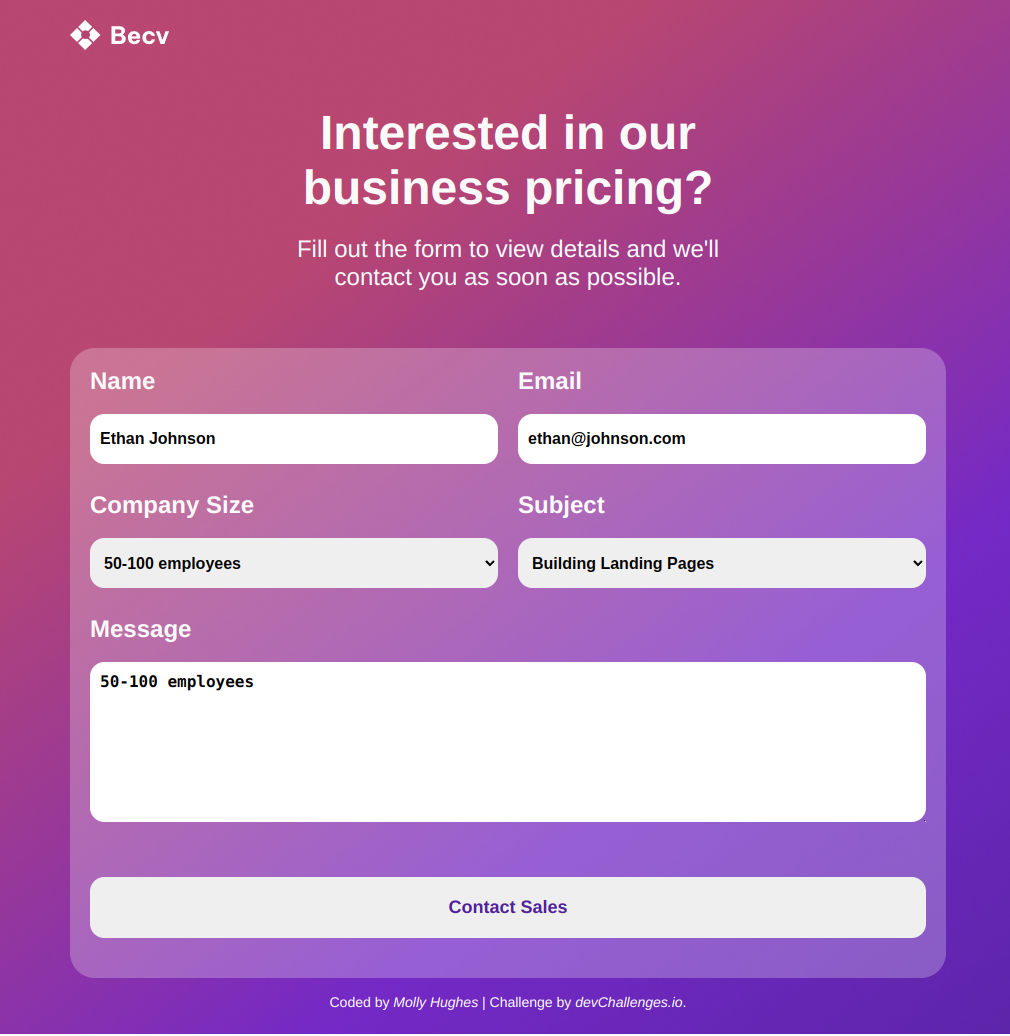 Becv
Interested in our
business pricing?
Fill out the form to view details and we'll
contact you as soon as possible.
Name
Email
Ethan Johnson
ethan@johnson.com
Company Size
Subject
50-100 employees
Building Landing Pages
Message
50-100 employees
Contact Sales
Coded by Molly Hughes | Challenge by devChallenges.io.